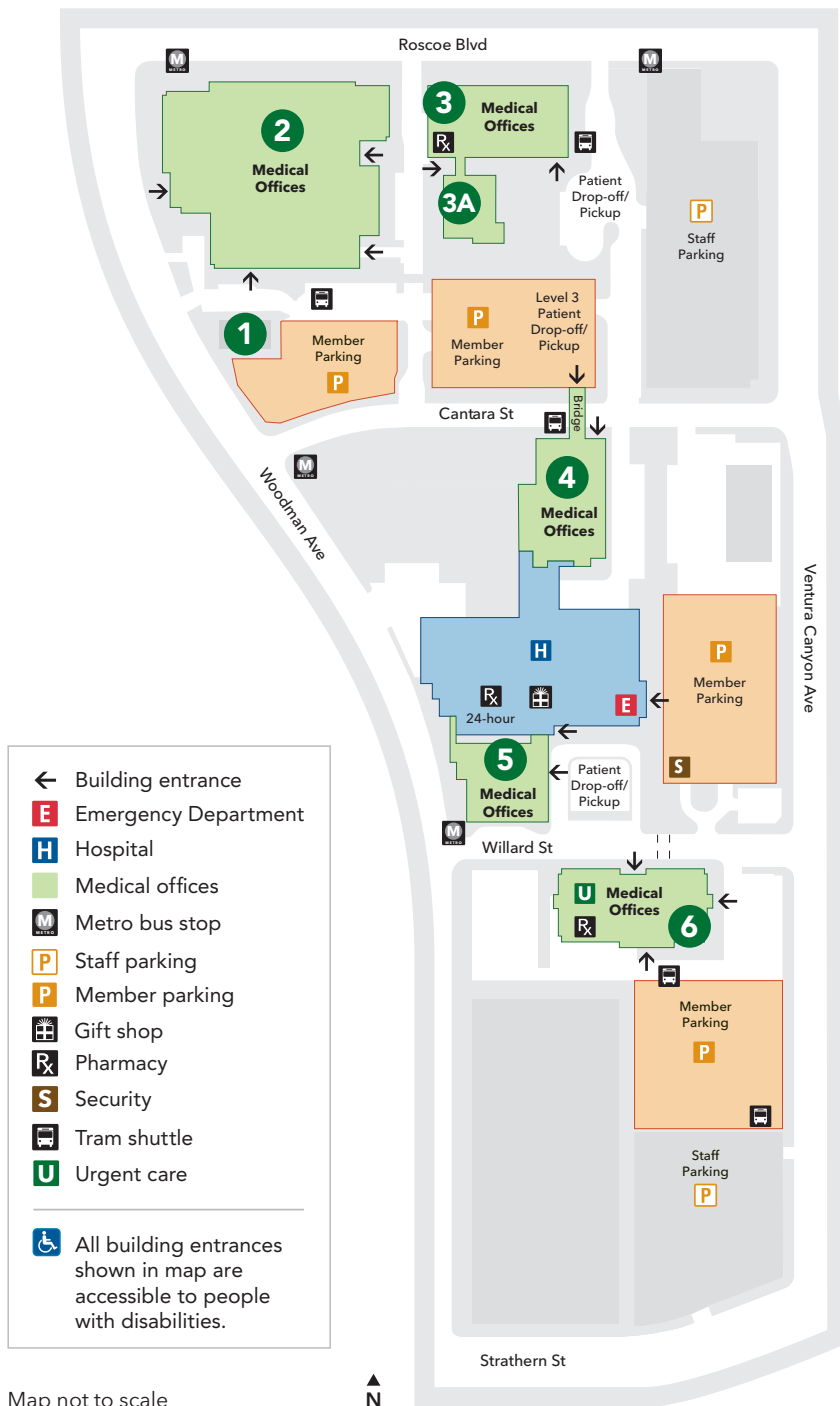 Roscoe Blvd
M
METRO
M
METRO
2
Medical
Offices
3
Medical
Offices
Rx
3A
Patient
Drop-off/
Pickup
P
Staff
Parking
1
Member
Parking
P
P
Member
Parking
Level 3
Patient
Drop-off/
Pickup
Cantara St
Bridge
M
METRO
Woodman Ave
4
Medical
Offices
Ventura Canyon Ave
H
Rx
24-hour
E
P
Member
Parking
S
5
Medical
Offices
Patient
Drop-off/
Pickup
M
METRO
Willard St
U
Medical
Offices
Rx
6
Member
Parking
P
Staff
Parking
P
Strathern St
Building entrance
E Emergency Department
H Hospital
Medical offices
M METRO Metro bus stop
P Staff parking
P Member parking
Gift shop
Rx Pharmacy
S Security
Tram shuttle
U Urgent care
All building entrances
shown in map are
accessible to people
with disabilities.
Map not to scale
N